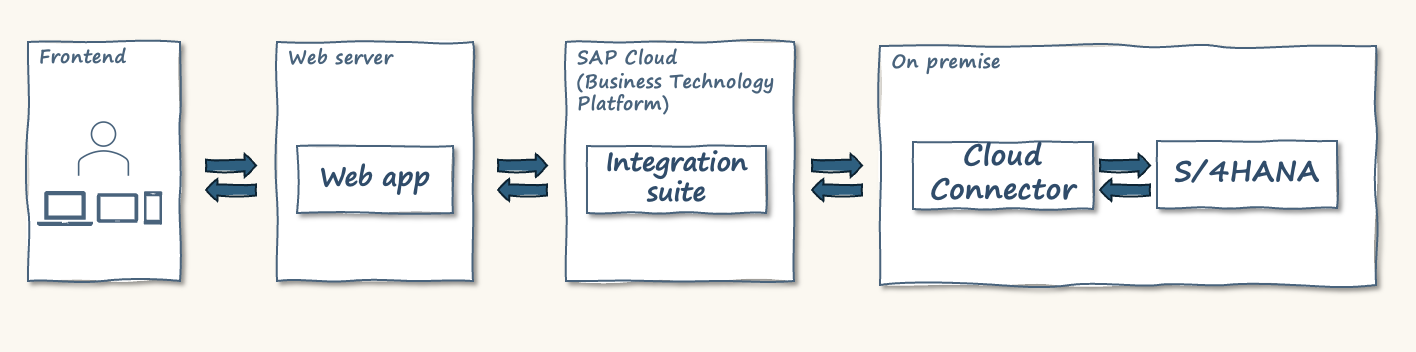 Frontend
Web server
Web app
SAP Cloud
(Business Technology
Platform)
Integration
suite
On premise
Cloud
Connector
S/4HANA